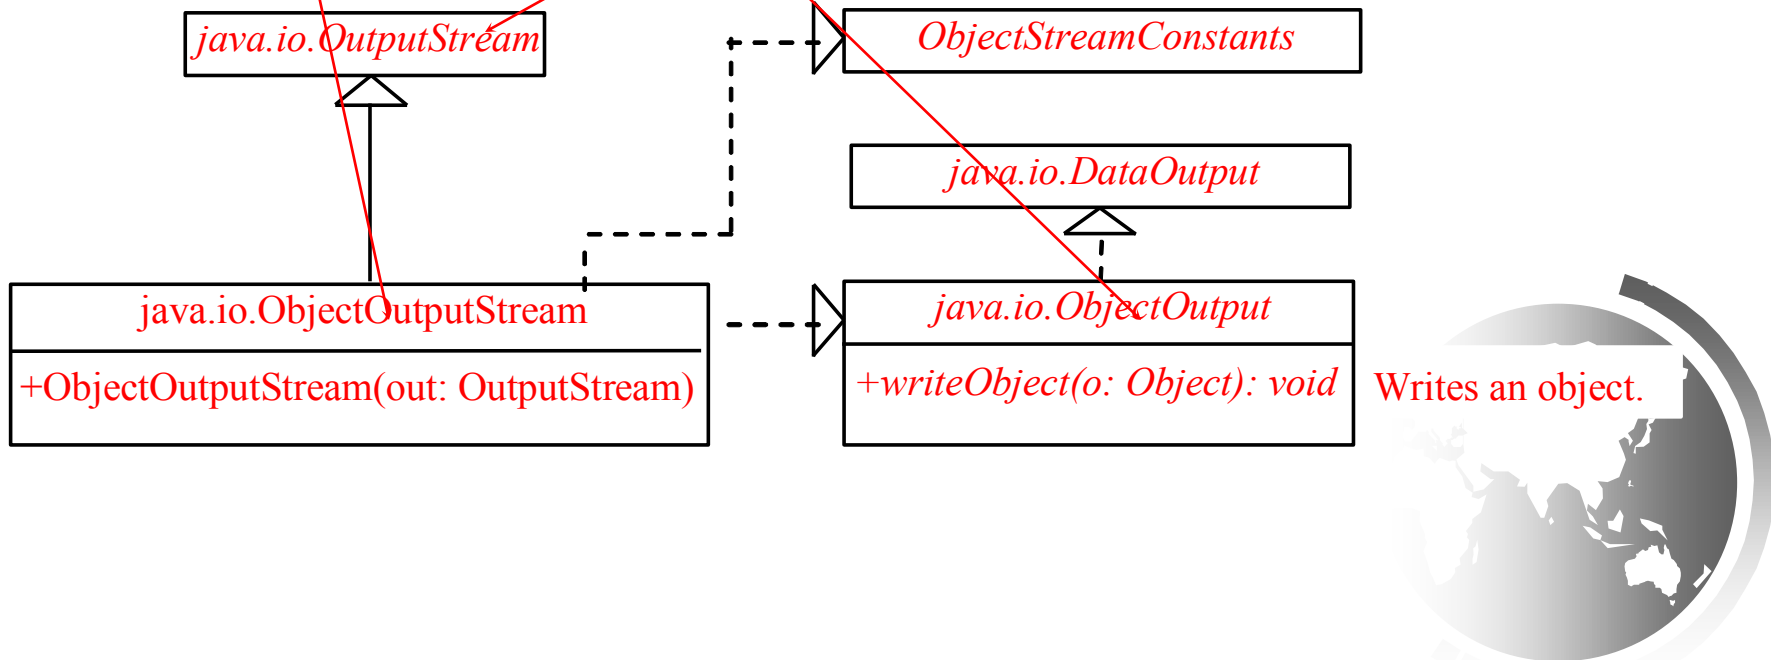 java.io.OutputStream
ObjectStreamConstants
java.io.DataOutput
java.io.ObjectOutputStream
+ObjectOutputStream(out: OutputStream)
java.io.ObjectOutput
+writeObject(o: Object): void
Writes an object.